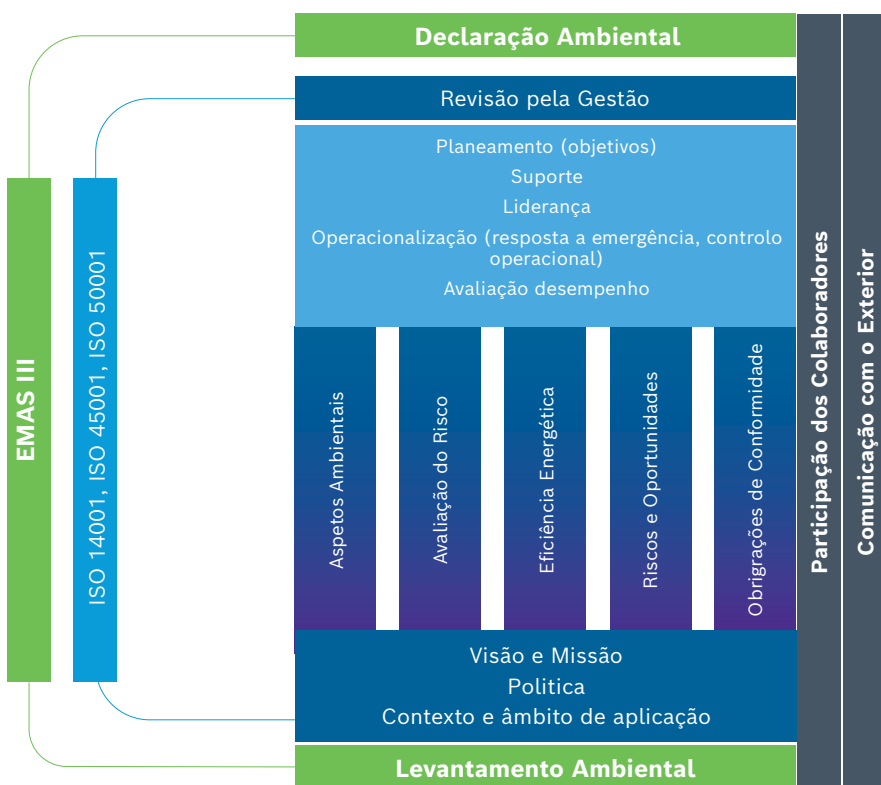 Declaração Ambiental
Revisão pela Gestão
Planeamento (objetivos)
Suporte
Liderança
Operacionalização (resposta a emergência, controlo
operacional)
Avaliação desempenho
EMAS III
ISO 14001, ISO 45001, ISO 50001
Aspetos Ambientais
Avaliação do Risco
Eficiência Energética
Riscos e Oportunidades
Obrigrações de Conformidade
Participação dos Colaboradores
Comunicação com o Exterior
Visão e Missão
Politica
Contexto e âmbito de aplicação
Levantamento Ambiental